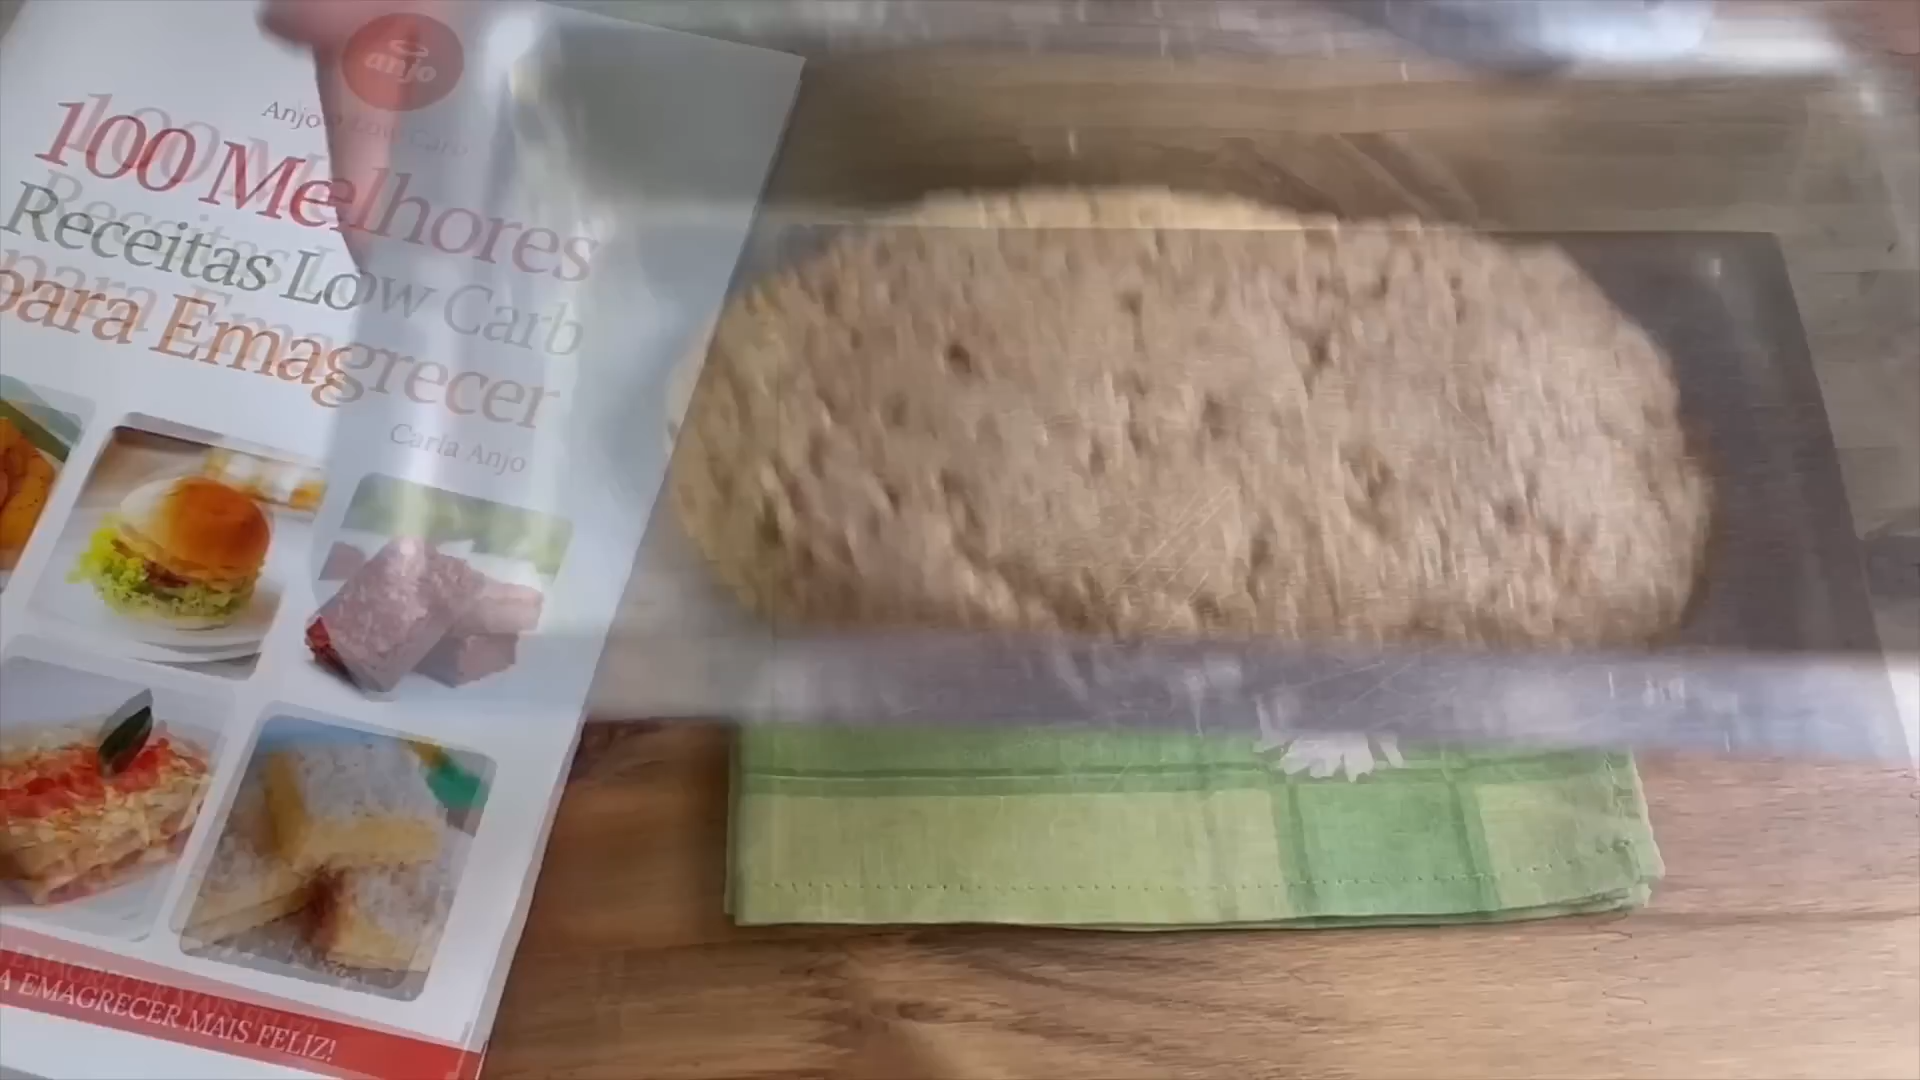 anjo
Anjo Low Carb
100 Melhores
Receitas Low Carb
para Emagrecer
Carla Anjo
A EMAGRECER MAIS FELIZ!